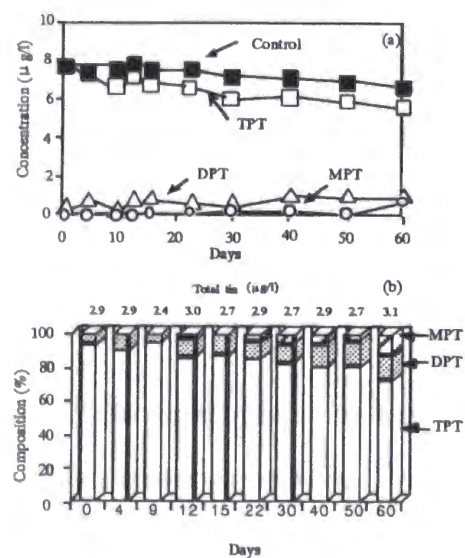 (a)
Concentration (μ g/l)
8
6
4
2
0
Control
TPT
DPT
MPT
0 10 20 30 40 50 60
Days
Total tin (μg/l)
(b)
2.9 2.9 2.4 3.0 2.7 2.9 2.7 2.9 2.7 3.1
Composition (%)
100
80
60
40
20
0
MPT
DPT
TPT
0 4 9 12 15 22 30 40 50 60
Days